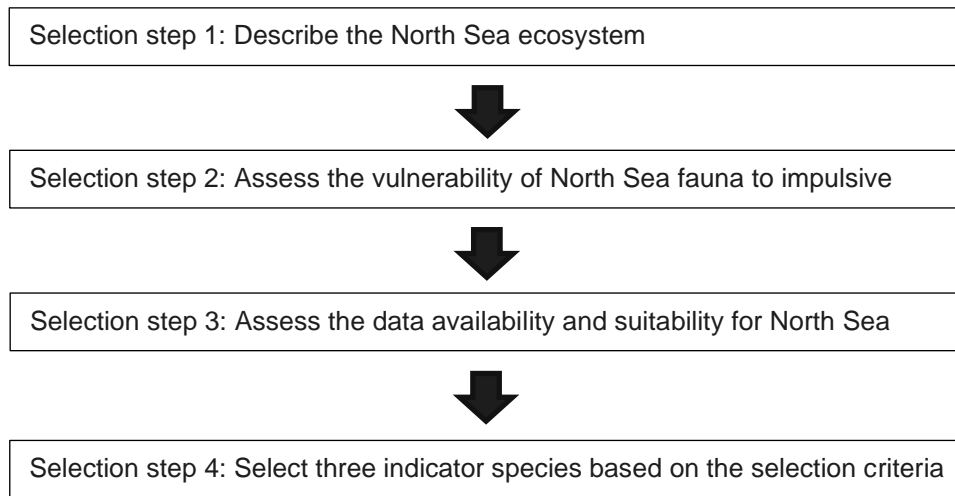 Selection step 1: Describe the North Sea ecosystem
Selection step 2: Assess the vulnerability of North Sea fauna to impulsive
Selection step 3: Assess the data availability and suitability for North Sea
Selection step 4: Select three indicator species based on the selection criteria